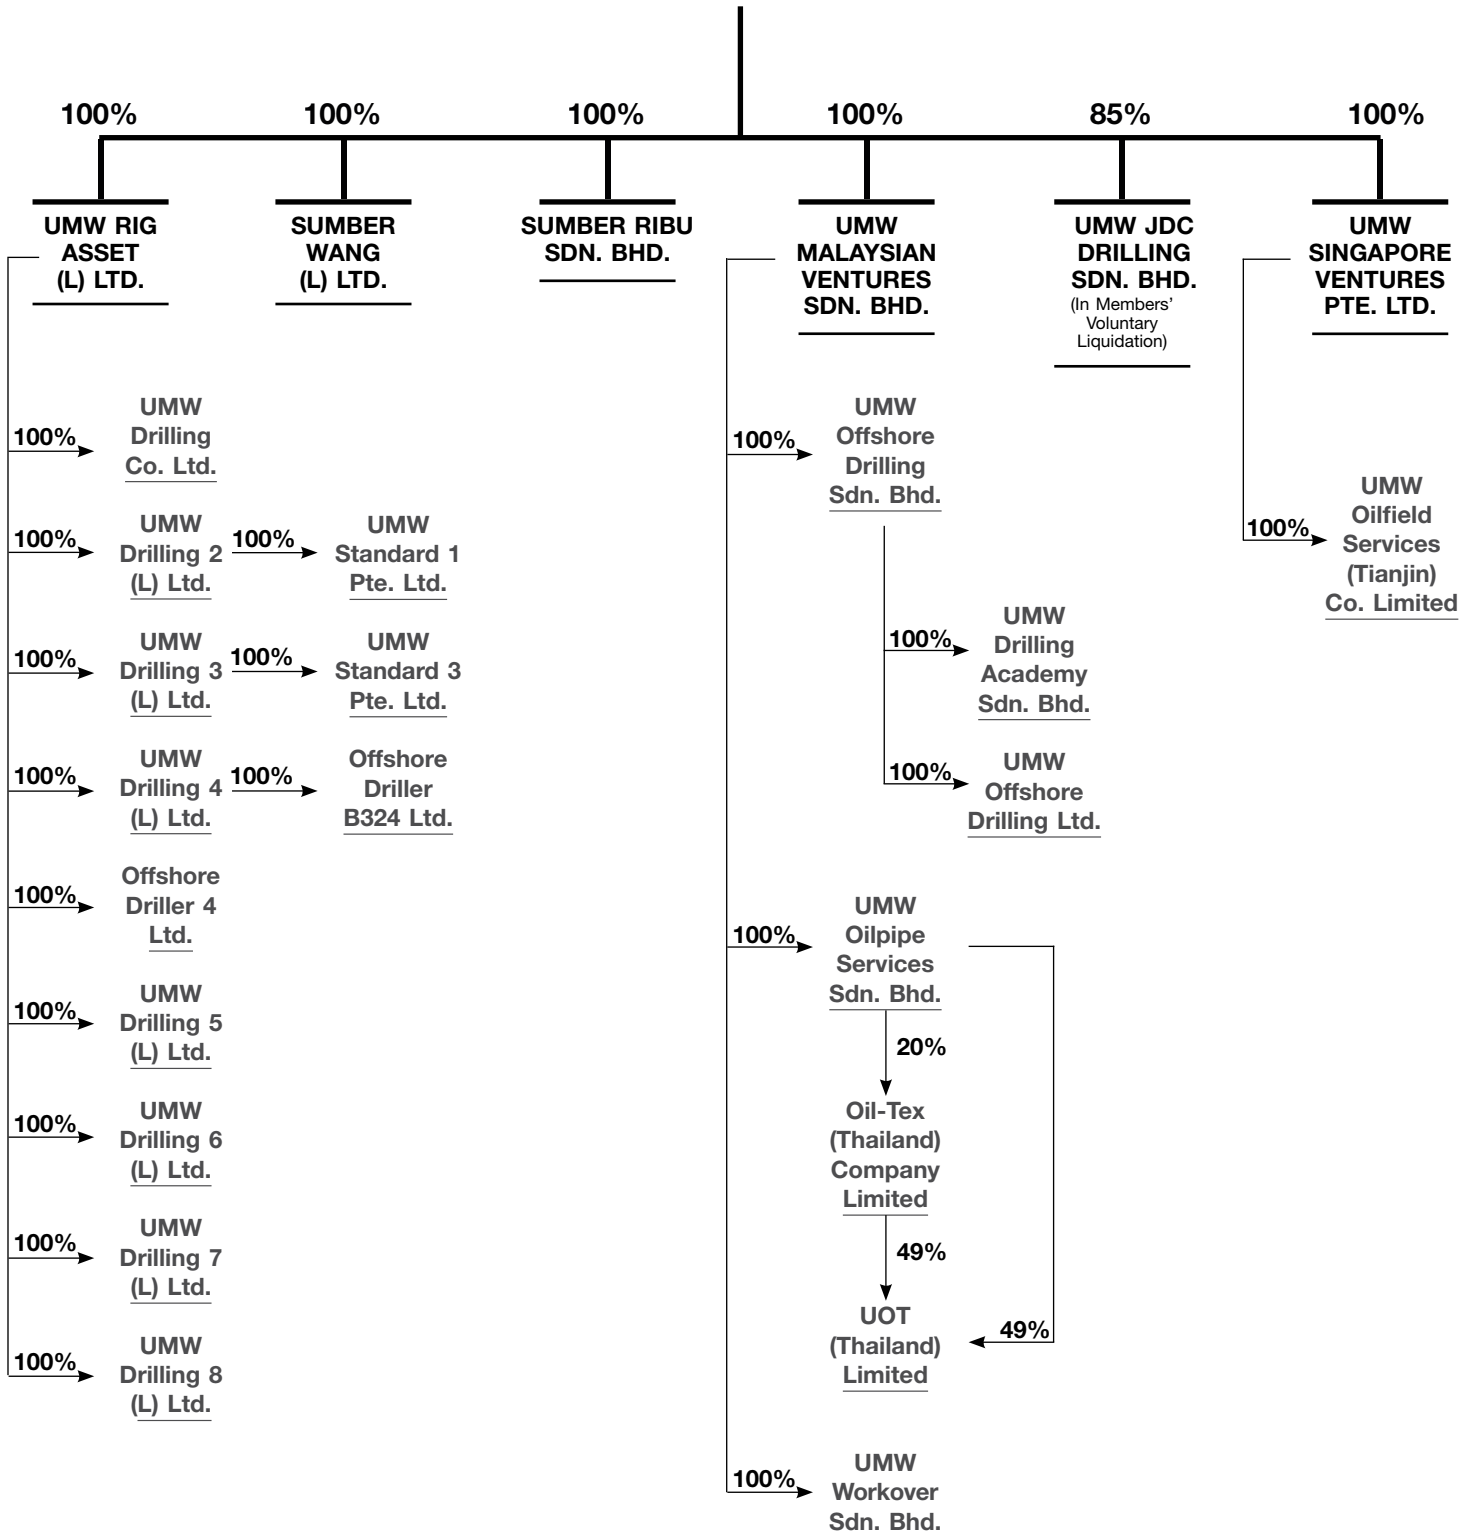 100%
100%
100%
100%
85%
100%
UMW RIG
ASSET
(L) LTD.
SUMBER
WANG
(L) LTD.
SUMBER RIBU
SDN. BHD.
UMW
MALAYSIAN
VENTURES
SDN. BHD.
UMW JDC
DRILLING
SDN. BHD.
(In Members'
Voluntary
Liquidation)
UMW
SINGAPORE
VENTURES
PTE. LTD.
100%
UMW
Drilling
Co. Ltd.
100%
UMW
Drilling 2
(L) Ltd.
100%
UMW
Standard 1
Pte. Ltd.
100%
UMW
Drilling 3
(L) Ltd.
100%
UMW
Standard 3
Pte. Ltd.
100%
UMW
Drilling 4
(L) Ltd.
100%
Offshore
Driller
B324 Ltd.
100%
Offshore
Driller 4
Ltd.
100%
UMW
Drilling 5
(L) Ltd.
100%
UMW
Drilling 6
(L) Ltd.
100%
UMW
Drilling 7
(L) Ltd.
100%
UMW
Drilling 8
(L) Ltd.
100%
UMW
Offshore
Drilling
Sdn. Bhd.
100%
UMW
Drilling
Academy
Sdn. Bhd.
100%
UMW
Offshore
Drilling Ltd.
100%
UMW
Oilpipe
Services
Sdn. Bhd.
20%
Oil-Tex
(Thailand)
Company
Limited
49%
UOT
(Thailand)
Limited
49%
100%
UMW
Workover
Sdn. Bhd.
100%
UMW
Oilfield
Services
(Tianjin)
Co. Limited